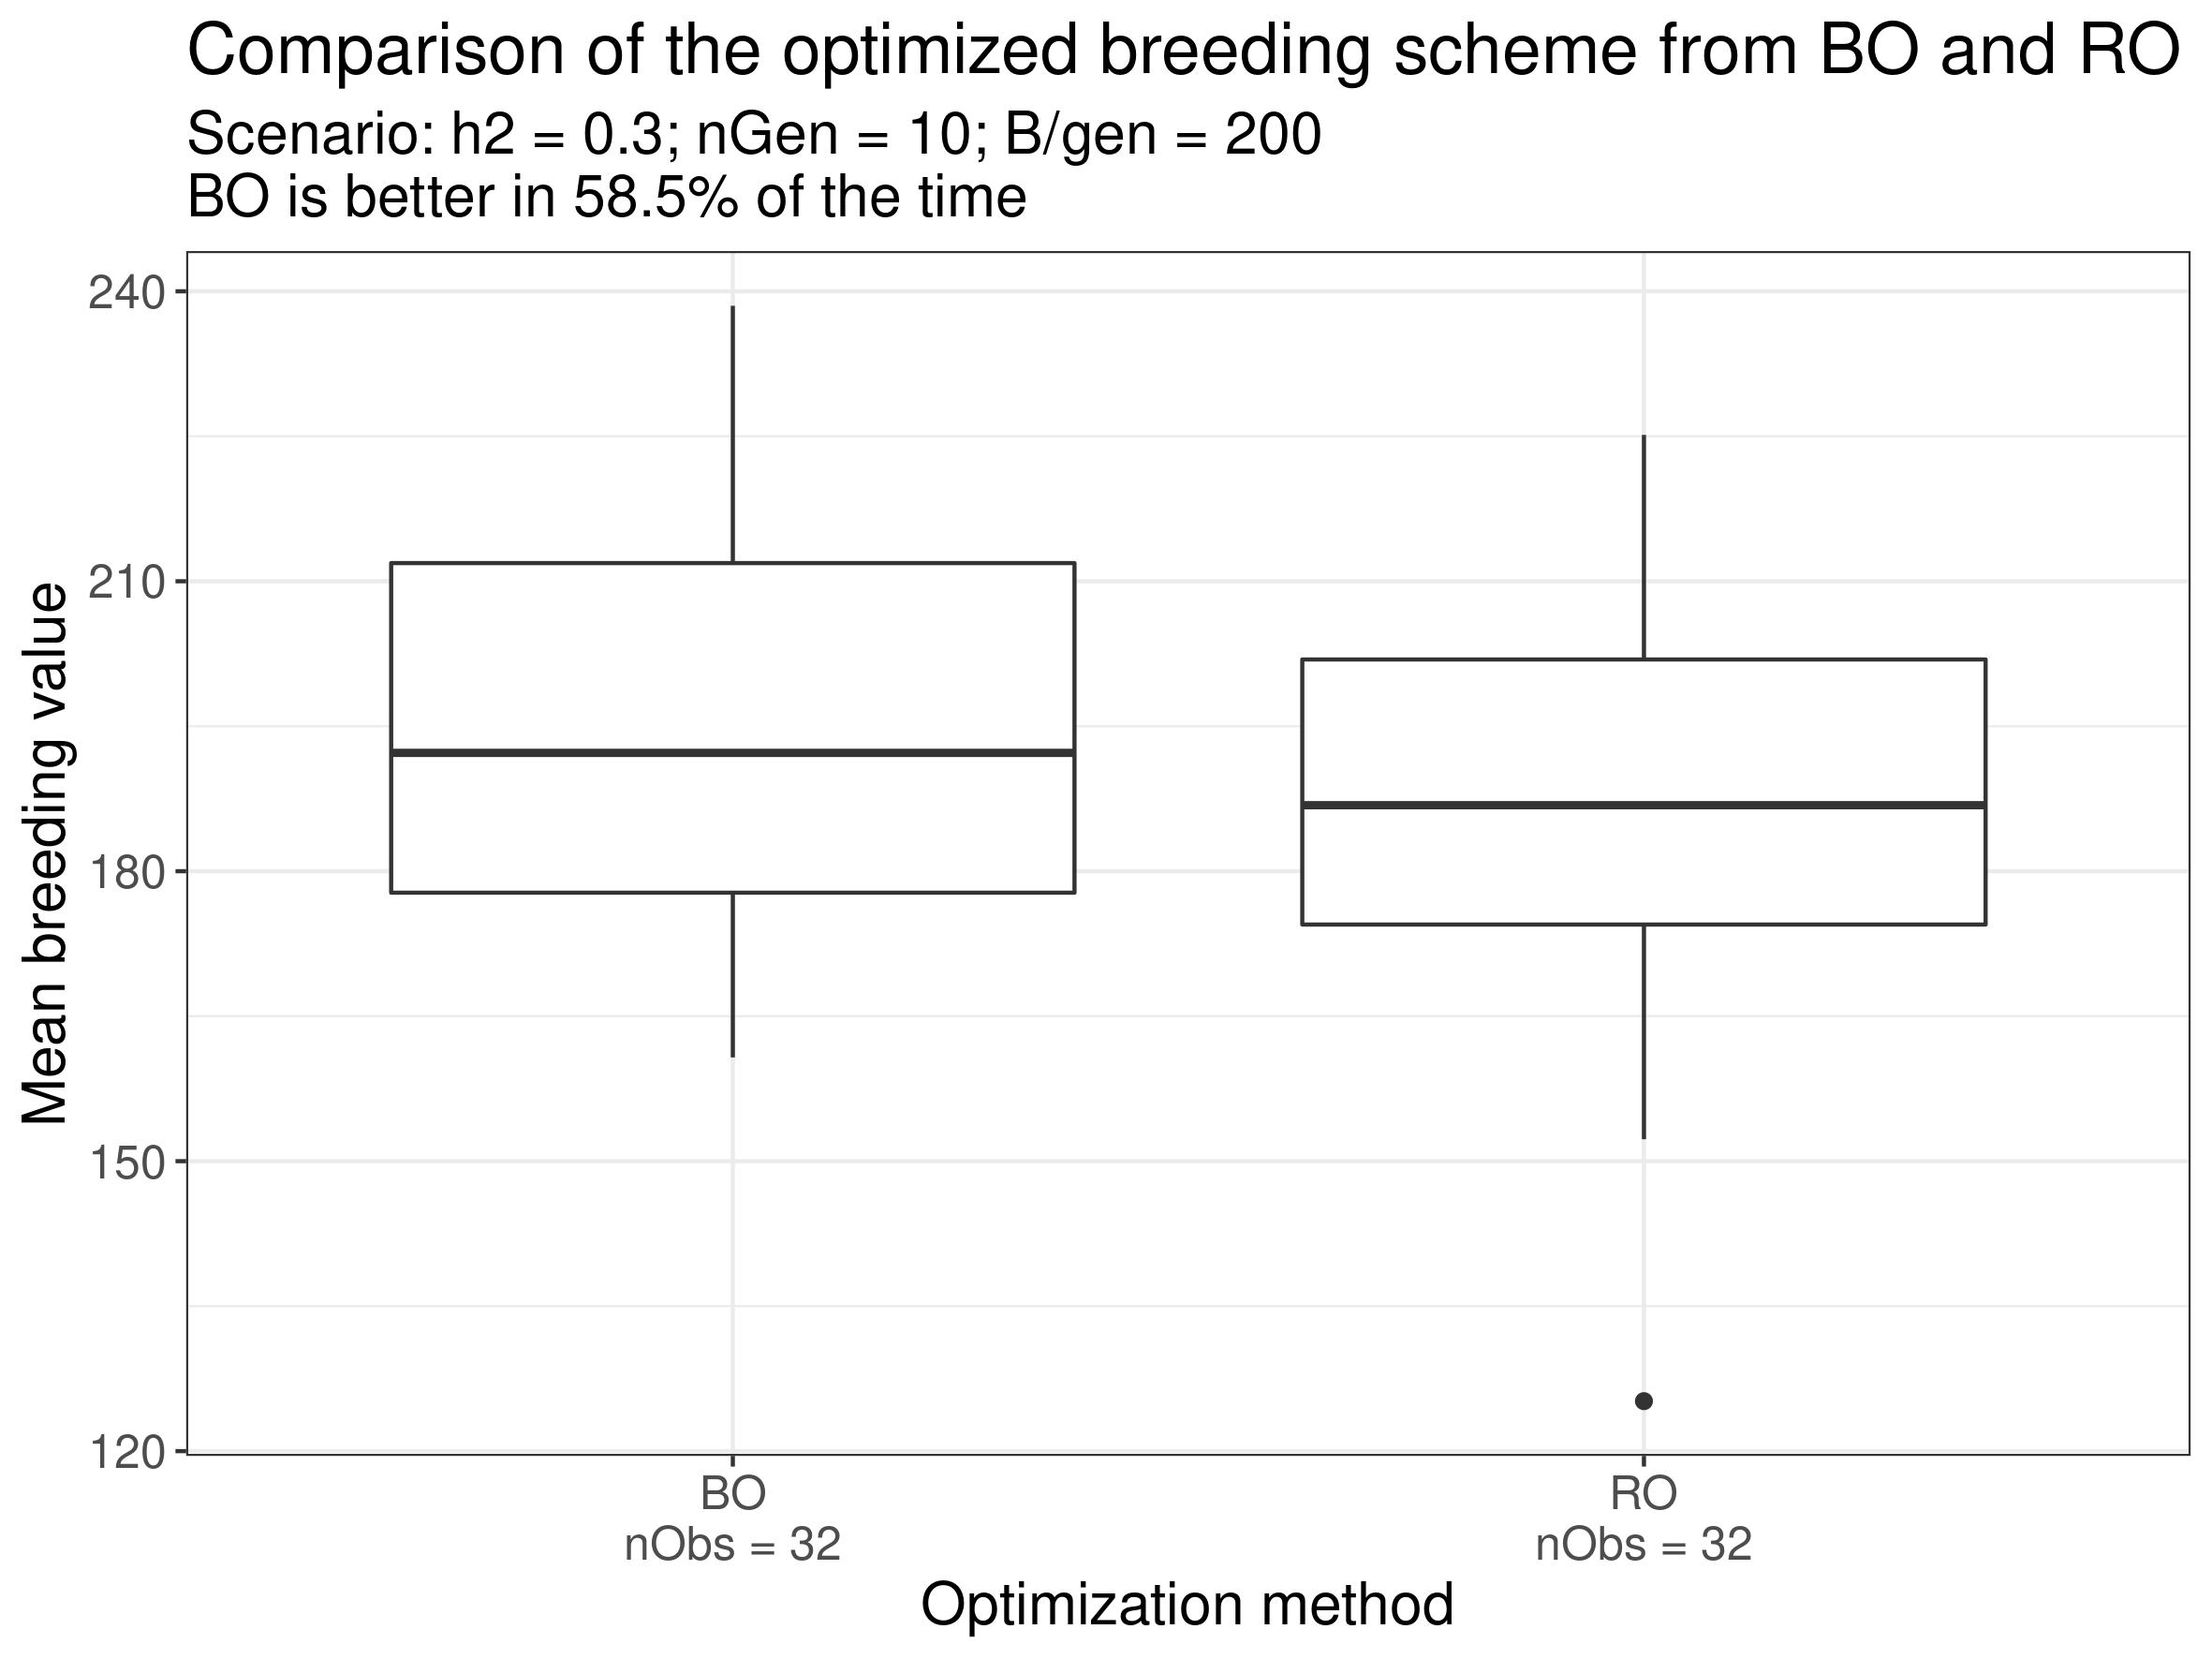 Comparison of the optimized breeding scheme from BO and RO
Scenario: h2 = 0.3; nGen = 10; B/gen = 200
BO is better in 58.5% of the time
Mean breeding value
240
210
180
150
120
BO
nObs = 32
RO
nObs = 32
Optimization method